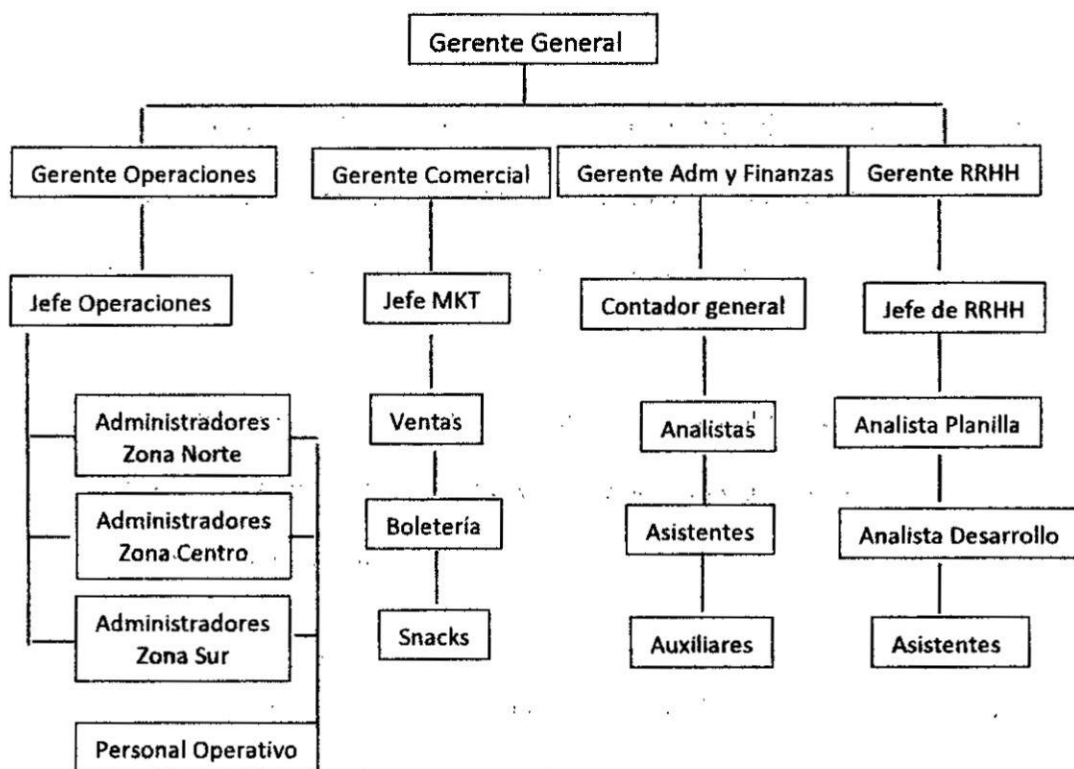 Gerente General
Gerente Operaciones
Gerente Comercial
Gerente Adm y Finanzas
Gerente RRHH
Jefe Operaciones
Jefe MKT
Contador general
Jefe de RRHH
Administradores
Zona Norte
Ventas
Analistas
Analista Planilla
Administradores
Zona Centro
Boletería
Asistentes
Analista Desarrollo
Administradores
Zona Sur
Snacks
Auxiliares
Asistentes
Personal Operativo